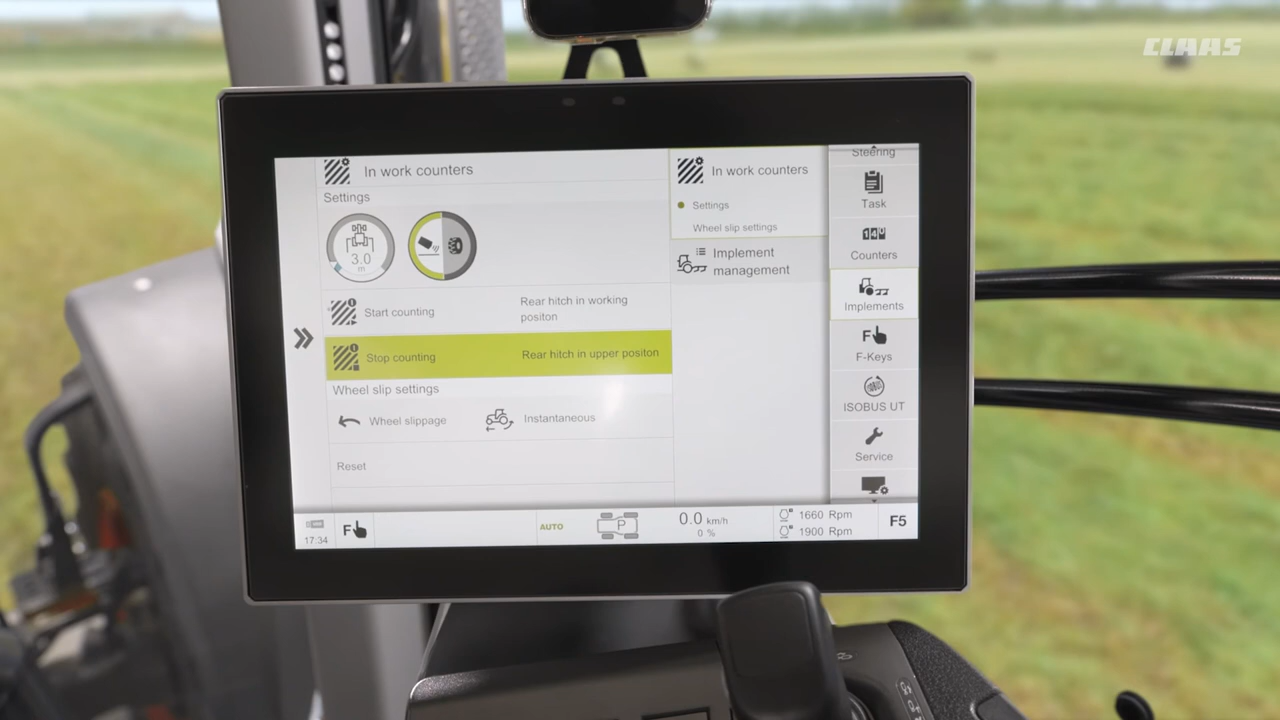 CLAAS
In work counters
Settings
3.0
m
Start counting
Rear hitch in working
positon
Stop counting
Rear hitch in upper positon
Wheel slip settings
Wheel slippage
Instantaneous
Reset
In work counters
Settings
Wheel slip settings
Implement
management
Steering
Task
Counters
Implements
F-Keys
ISOBUS UT
Service
17:34
F
AUTO
P
0.0 km/h
0 %
1660 Rpm
1900 Rpm
F5